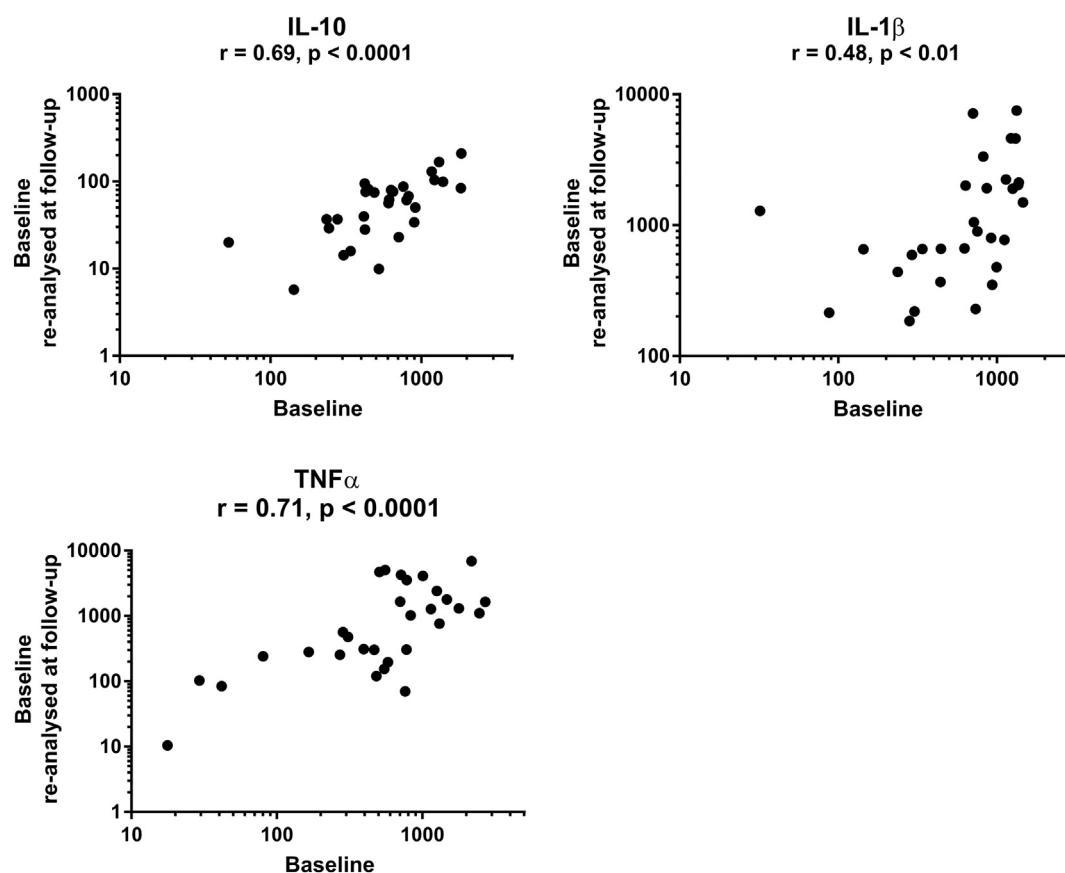 IL-10
r = 0.69, p < 0.0001
Baseline
re-analysed at follow-up
1000
100
10
1
10
100
1000
Baseline
IL-1β
r = 0.48, p < 0.01
Baseline
re-analysed at follow-up
10000
1000
100
10
100
1000
Baseline
TNFα
r = 0.71, p < 0.0001
Baseline
re-analysed at follow-up
10000
1000
100
10
1
10
100
1000
Baseline